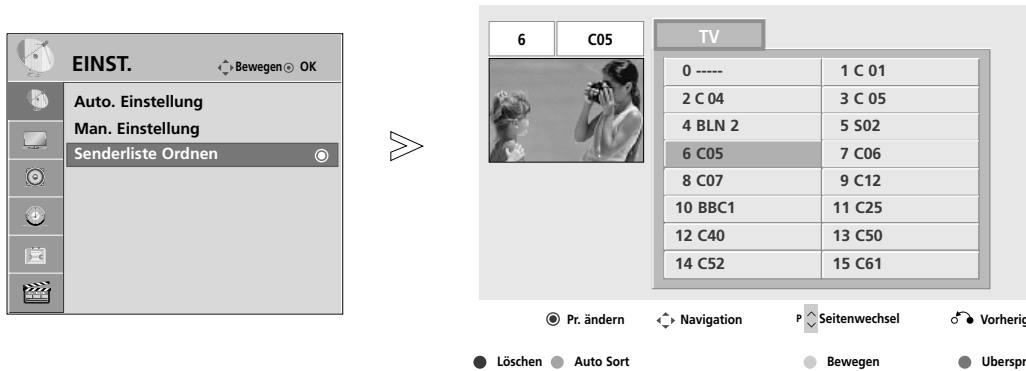 EINST.
Bewegen OK
Auto. Einstellung
Man. Einstellung
Senderliste Ordnen
6 C05
TV
0 -----
1 C 01
2 C 04
3 C 05
4 BLN 2
5 S02
6 C05
7 C06
8 C07
9 C12
10 BBC1
11 C25
12 C40
13 C50
14 C52
15 C61
Pr. ändern Navigation P Seitenwechsel Vorherig
Löschen Auto Sort Bewegen Uberspr